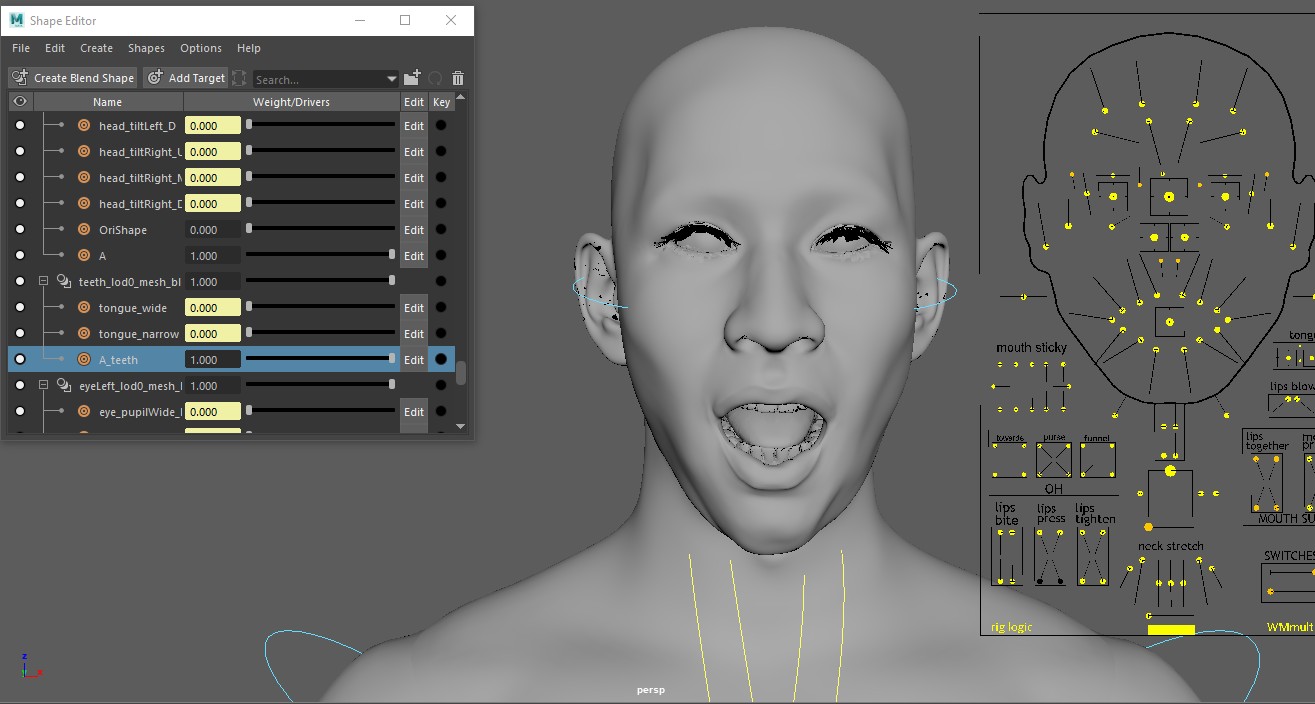 Shape Editor
File Edit Create Shapes Options Help
Create Blend Shape Add Target Search...
Name Weight/Drivers Edit Key
head_tiltLeft_D 0.000 Edit
head_tiltRight_U 0.000 Edit
head_tiltRight_M 0.000 Edit
head_tiltRight_D 0.000 Edit
OriShape 0.000 Edit
A 1.000 Edit
teeth_lod0_mesh_bl 1.000
tongue_wide 0.000 Edit
tongue_narrow 0.000 Edit
A_teeth 1.000 Edit
eyeLeft_lod0_mesh_ 1.000
eye_pupilWide_ 0.000 Edit
mouth sticky
tong
lips blow
towards purse funnel
OH
lips
together
lips
bite
lips
press
lips
tighten
MOUTH SU
neck stretch
SWITCHES
rig logic
WMmult
persp
z